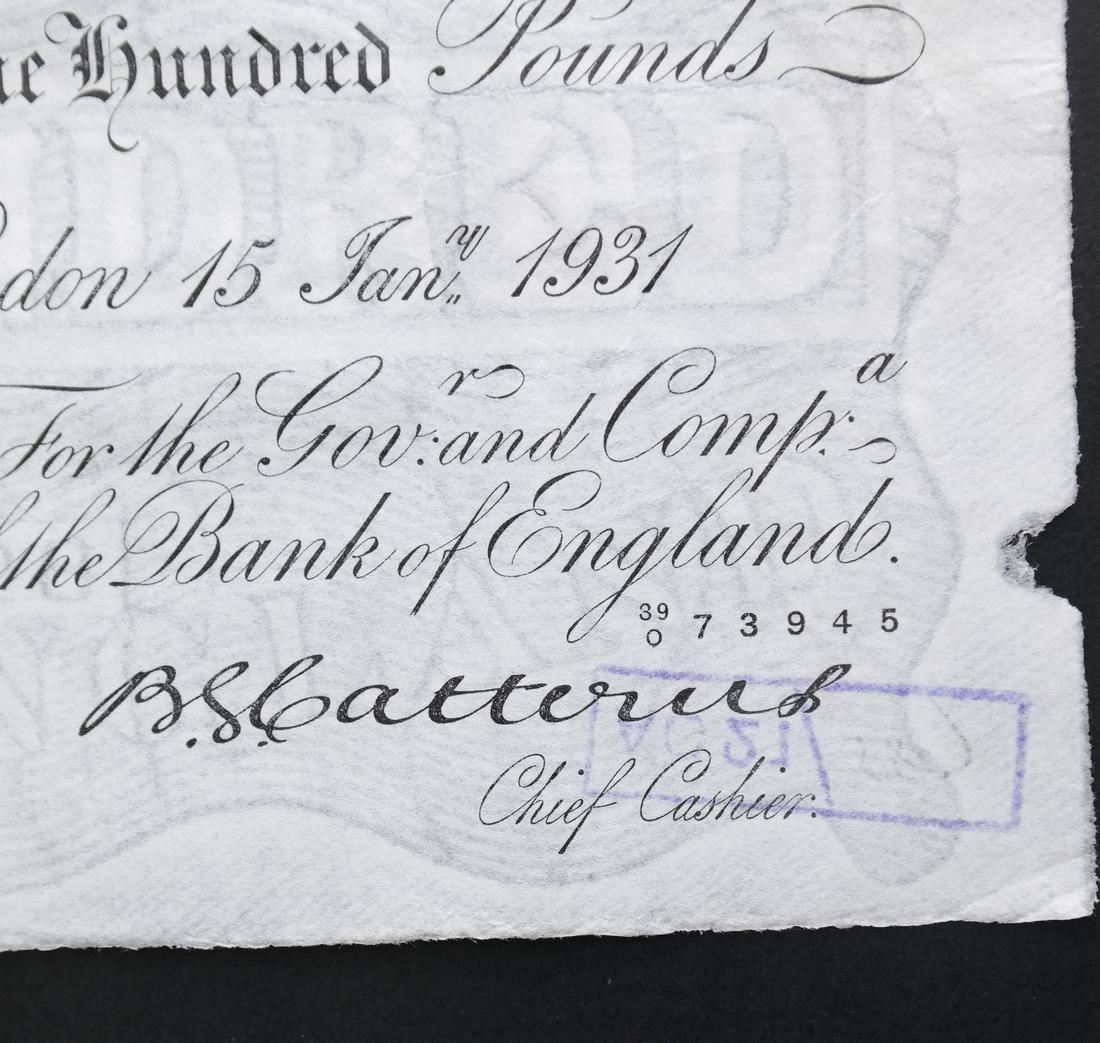 ne Hundred Pounds
don 15 Janʸ 1931
For the Govʳ: and Compᵃ.
the Bank of England.
39
O 73945
B.G. Catterns
Chief Cashier.